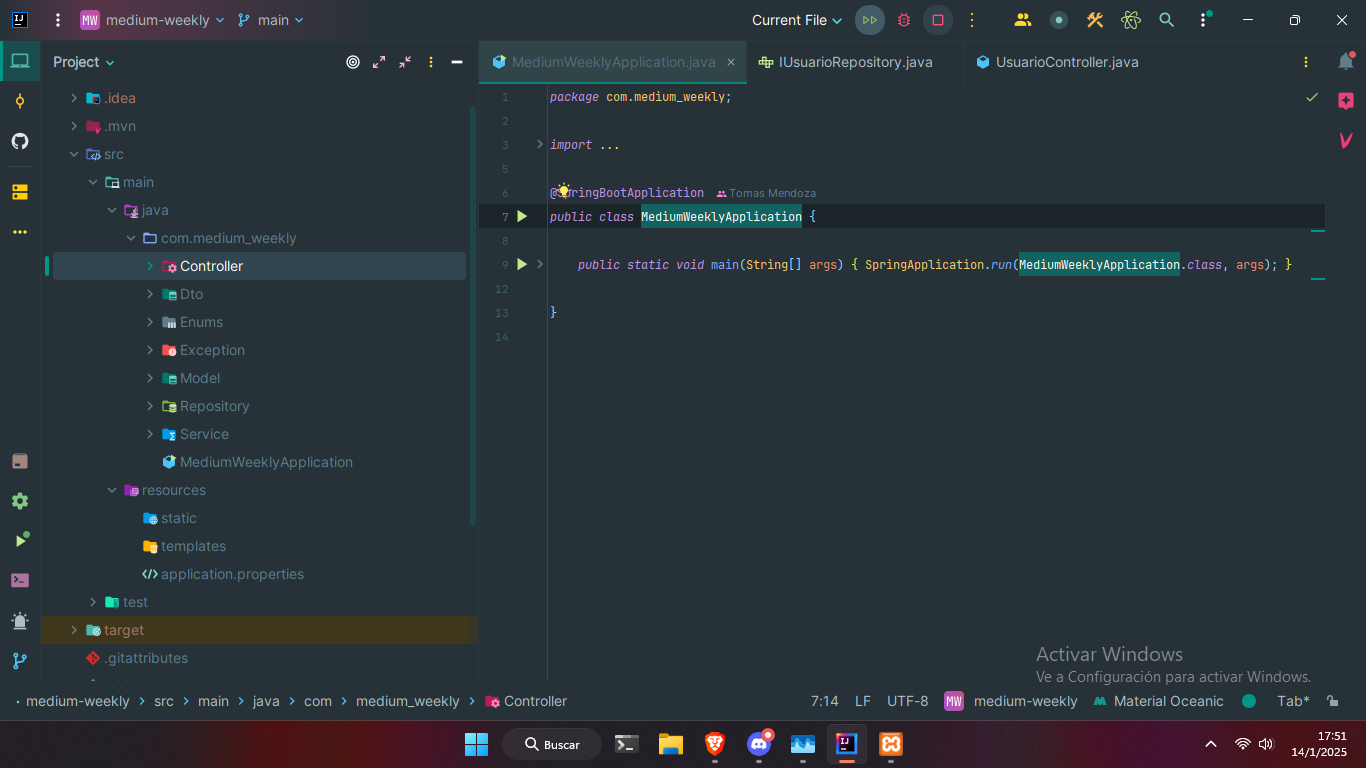 MW medium-weekly main Current File
Project
MediumWeeklyApplication.java IUsuarioRepository.java UsuarioController.java
.idea
.mvn
src
main
java
com.medium_weekly
Controller
Dto
Enums
Exception
Model
Repository
Service
MediumWeeklyApplication
resources
static
templates
application.properties
test
target
.gitattributes
1 package com.medium_weekly;
2
3 import ...
5
6 @SpringBootApplication Tomas Mendoza
7 public class MediumWeeklyApplication {
8
9 public static void main(String[] args) { SpringApplication.run(MediumWeeklyApplication.class, args); }
12
13 }
14
Activar Windows
Ve a Configuración para activar Windows.
medium-weekly > src > main > java > com > medium_weekly > Controller 7:14 LF UTF-8 MW medium-weekly Material Oceanic Tab*
Buscar
17:51
14/1/2025